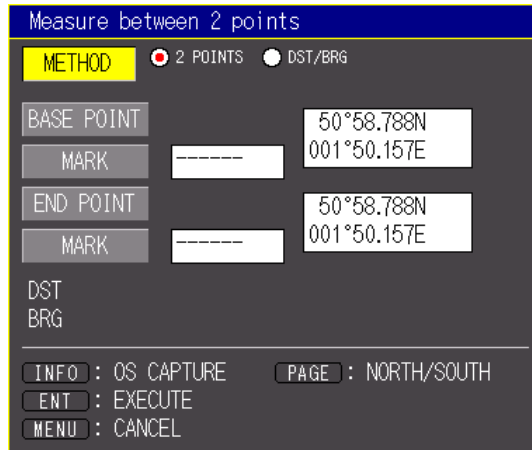 Measure between 2 points
METHOD 2 POINTS DST/BRG
BASE POINT 50°58.788N
001°50.157E
MARK ------
END POINT 50°58.788N
001°50.157E
MARK ------
DST
BRG
INFO : OS CAPTURE PAGE : NORTH/SOUTH
ENT : EXECUTE
MENU : CANCEL